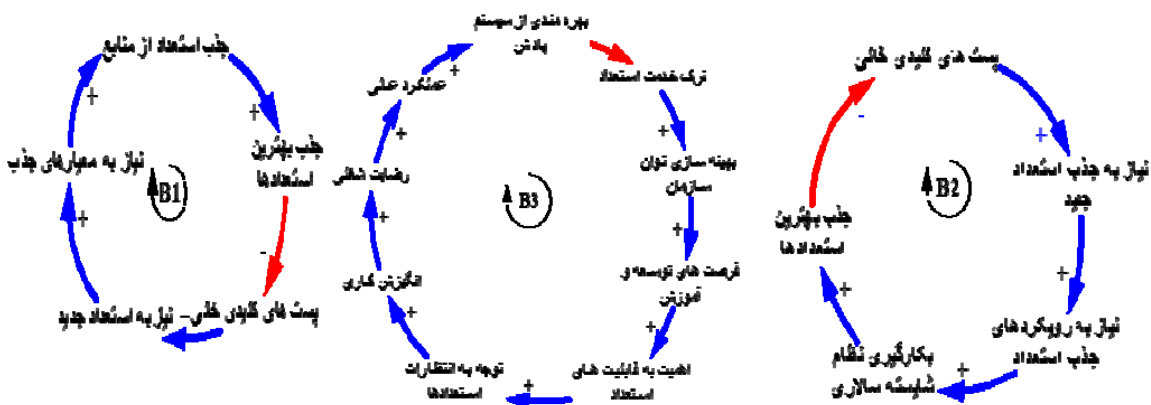 جذب استعداد از منابع
+
+
جذب بهترین
استعدادها
نیاز به معیارهای جذب
B1
-
+
پست های کلیدی خالی- نیاز به استعداد جدید
بهره مندی از سیستم
پاداش
+
ترک خدمت استعداد
عملکرد عالی
+
+
بهینه سازی توان
سازمان
رضایت شغلی
B3
+
+
فرصت های توسعه و
آموزش
انگیزش کاری
+
+
اهمیت به قابلیت های
استعداد
+
توجه به انتظارات
استعدادها
پست های کلیدی خالی
-
+
نیاز به جذب استعداد
جدید
B2
جذب بهترین
استعدادها
+
+
نیاز به رویکردهای
جذب استعداد
+
بکارگیری نظام
شایسته سالاری